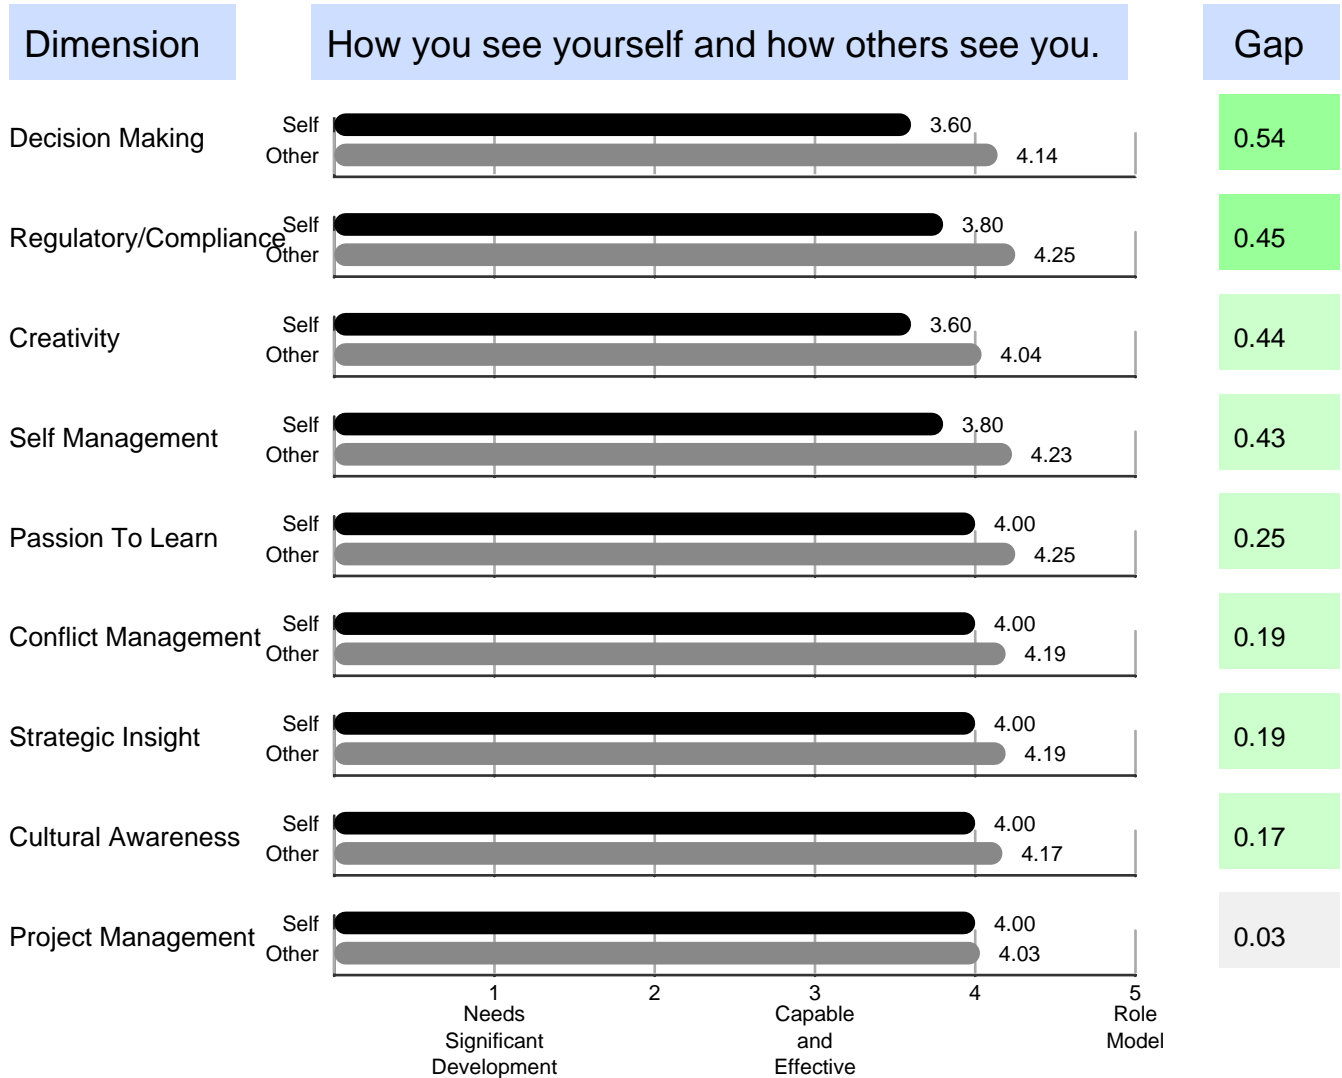 Dimension How you see yourself and how others see you. Gap
Decision Making Self 3.60 0.54
Other 4.14
Regulatory/Compliance Self 3.80 0.45
Other 4.25
Creativity Self 3.60 0.44
Other 4.04
Self Management Self 3.80 0.43
Other 4.23
Passion To Learn Self 4.00 0.25
Other 4.25
Conflict Management Self 4.00 0.19
Other 4.19
Strategic Insight Self 4.00 0.19
Other 4.19
Cultural Awareness Self 4.00 0.17
Other 4.17
Project Management Self 4.00 0.03
Other 4.03
1 2 3 4 5
Needs Capable Role
Significant and Model
Development Effective